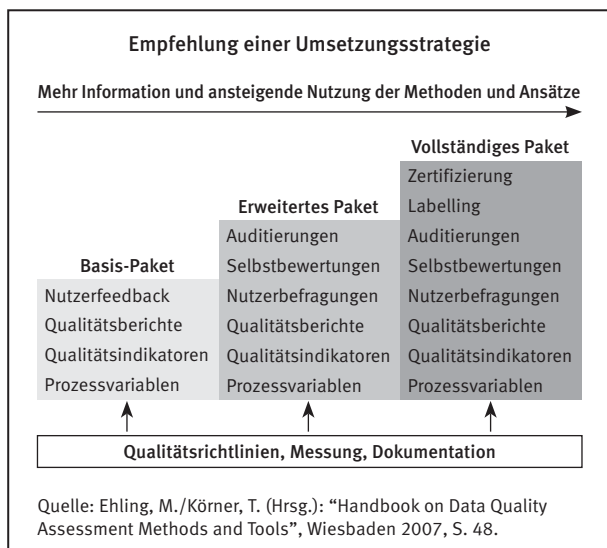 Empfehlung einer Umsetzungsstrategie
Mehr Information und ansteigende Nutzung der Methoden und Ansätze
Basis-Paket
Nutzerfeedback
Qualitätsberichte
Qualitätsindikatoren
Prozessvariablen
Erweitertes Paket
Auditierungen
Selbstbewertungen
Nutzerbefragungen
Qualitätsberichte
Qualitätsindikatoren
Prozessvariablen
Vollständiges Paket
Zertifizierung
Labelling
Auditierungen
Selbstbewertungen
Nutzerbefragungen
Qualitätsberichte
Qualitätsindikatoren
Prozessvariablen
Qualitätsrichtlinien, Messung, Dokumentation
Quelle: Ehling, M./Körner, T. (Hrsg.): “Handbook on Data Quality
Assessment Methods and Tools”, Wiesbaden 2007, S. 48.